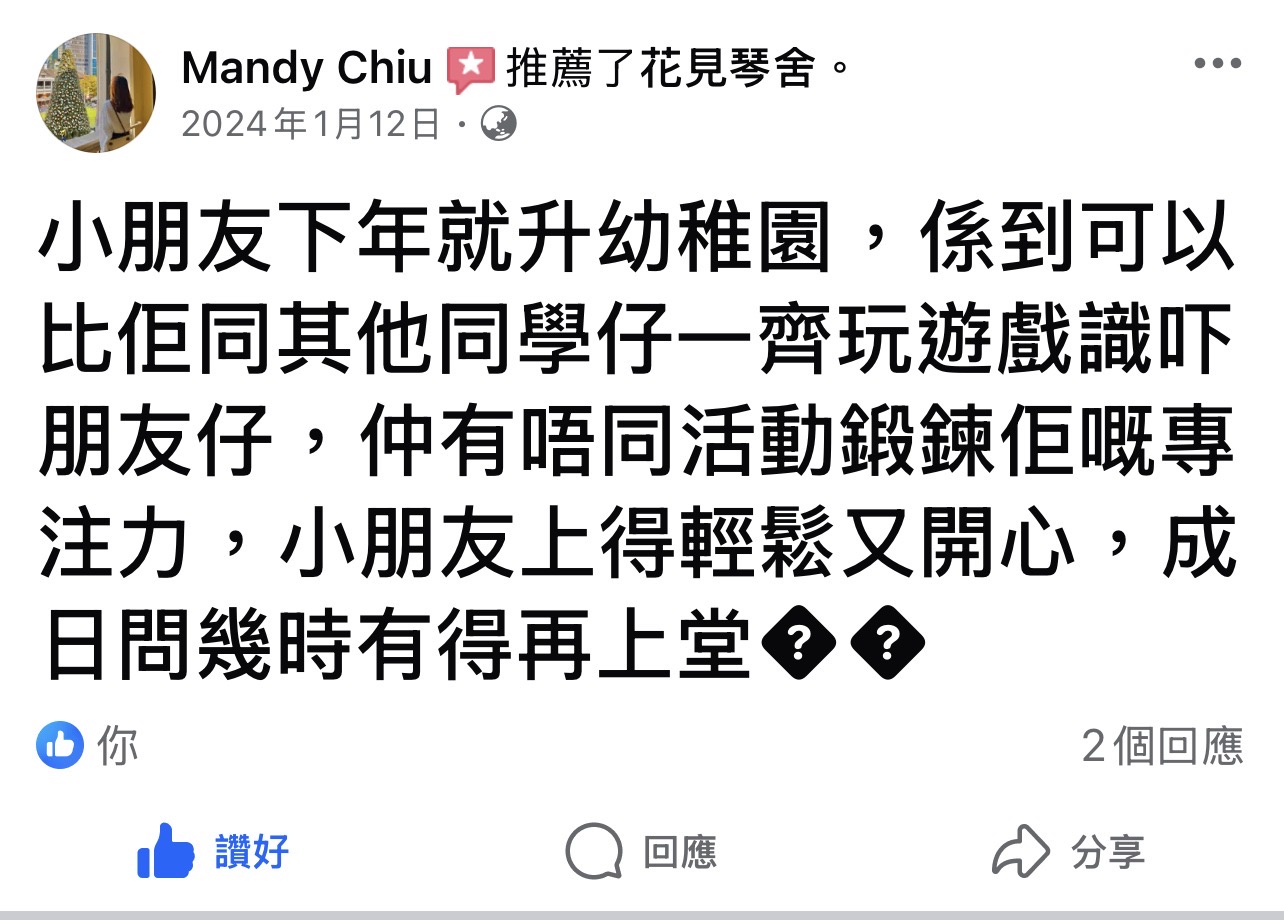 Mandy Chiu 推薦了花見琴舍。
2024年1月12日 ·
小朋友下年就升幼稚園，係到可以
比佢同其他同學仔一齊玩遊戲識吓
朋友仔，仲有唔同活動鍛鍊佢嘅專
注力，小朋友上得輕鬆又開心，成
日問幾時有得再上堂��
你
2個回應
讚好
回應
分享